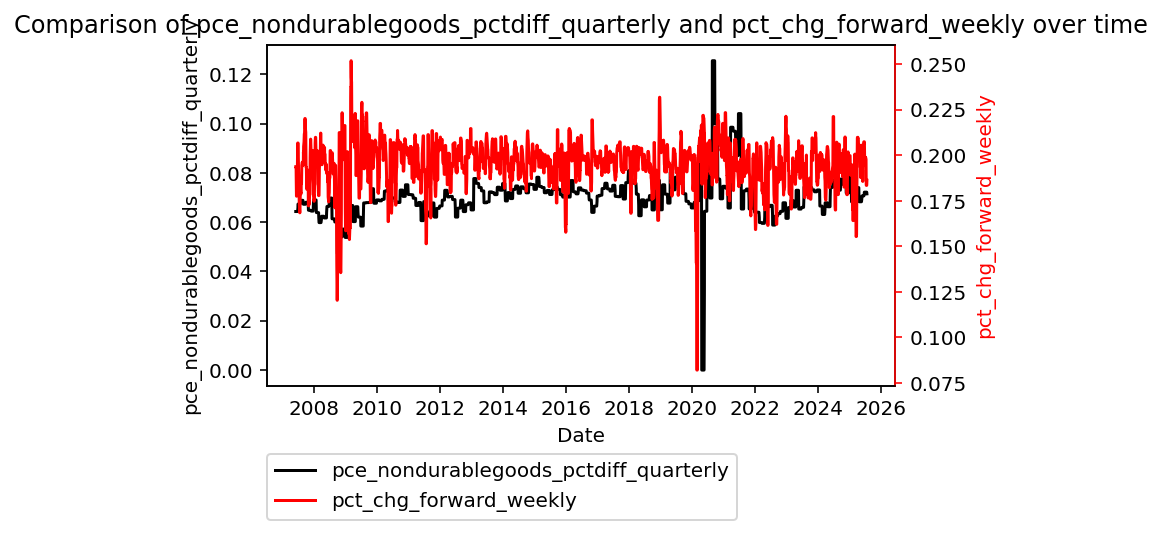 Comparison of pce_nondurablegoods_pctdiff_quarterly and pct_chg_forward_weekly over time
pce_nondurablegoods_pctdiff_quarterly
0.12
0.10
0.08
0.06
0.04
0.02
0.00
0.250
0.225
0.200
0.175
0.150
0.125
0.100
0.075
pct_chg_forward_weekly
2008 2010 2012 2014 2016 2018 2020 2022 2024 2026
Date
pce_nondurablegoods_pctdiff_quarterly
pct_chg_forward_weekly